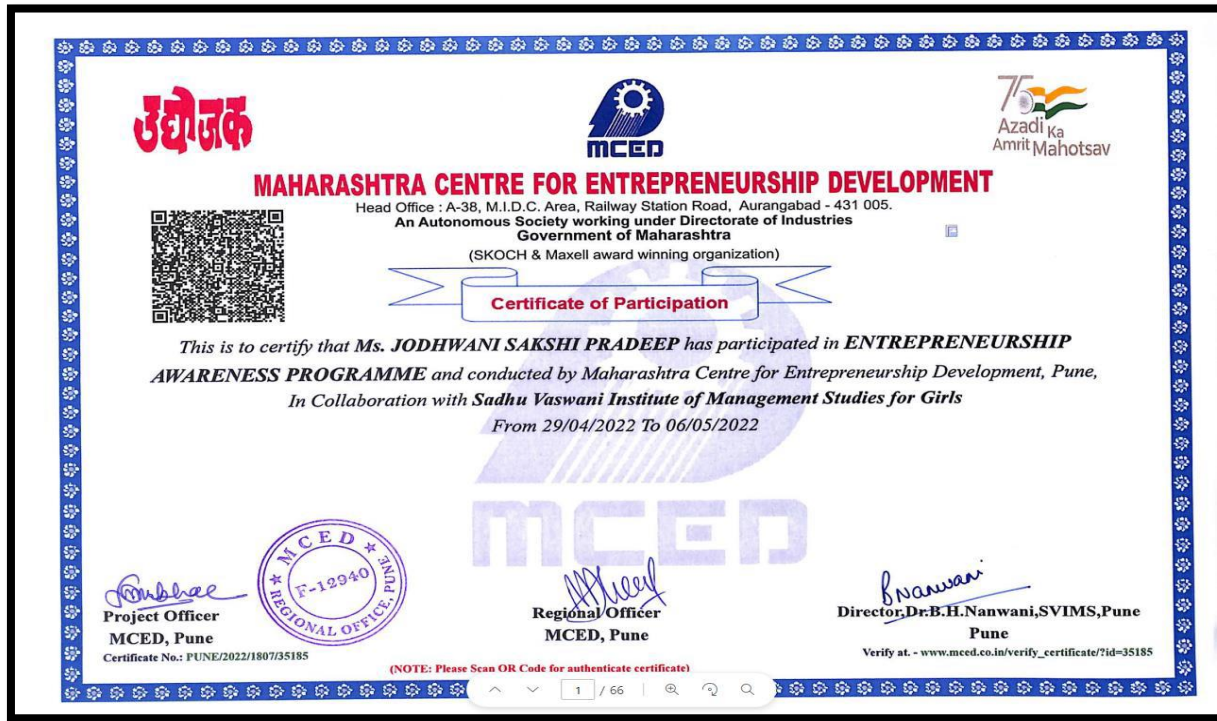 उद्योजक
MCED
75
Azadi Ka
Amrit Mahotsav
MAHARASHTRA CENTRE FOR ENTREPRENEURSHIP DEVELOPMENT
Head Office : A-38, M.I.D.C. Area, Railway Station Road, Aurangabad - 431 005.
An Autonomous Society working under Directorate of Industries
Government of Maharashtra
(SKOCH & Maxell award winning organization)
Certificate of Participation
This is to certify that Ms. JODHWANI SAKSHI PRADEEP has participated in ENTREPRENEURSHIP
AWARENESS PROGRAMME and conducted by Maharashtra Centre for Entrepreneurship Development, Pune,
In Collaboration with Sadhu Vaswani Institute of Management Studies for Girls
From 29/04/2022 To 06/05/2022
MCED
MCED
F-12940
REGIONAL OFFICE, PUNE
Bnanwani
Project Officer
MCED, Pune
Certificate No.: PUNE/2022/1807/35185
Regional Officer
MCED, Pune
Director,Dr.B.H.Nanwani,SVIMS,Pune
Pune
Verify at. - www.mced.co.in/verify_certificate/?id=35185
(NOTE: Please Scan QR Code for authenticate certificate)
1 / 66